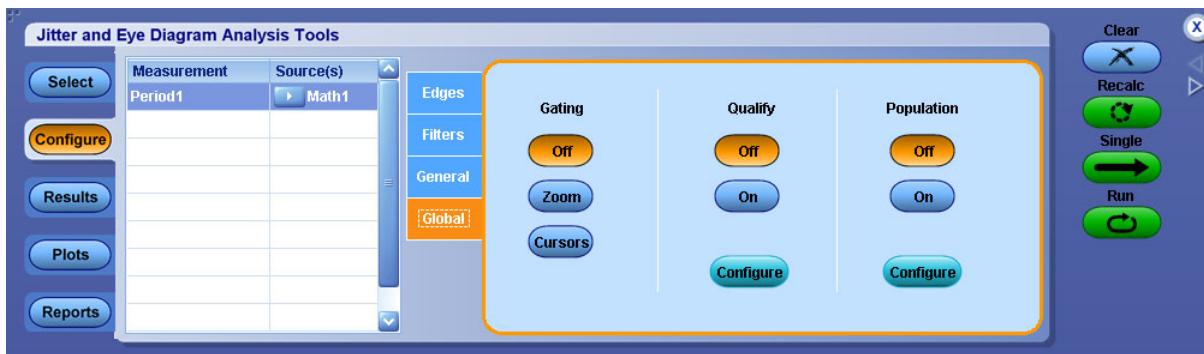 Jitter and Eye Diagram Analysis Tools
Select
Configure
Results
Plots
Reports
Measurement Source(s)
Period1 Math1
Edges
Filters
General
Global
Gating
Off
Zoom
Cursors
Qualify
Off
On
Configure
Population
Off
On
Configure
Clear
Recalc
Single
Run
X